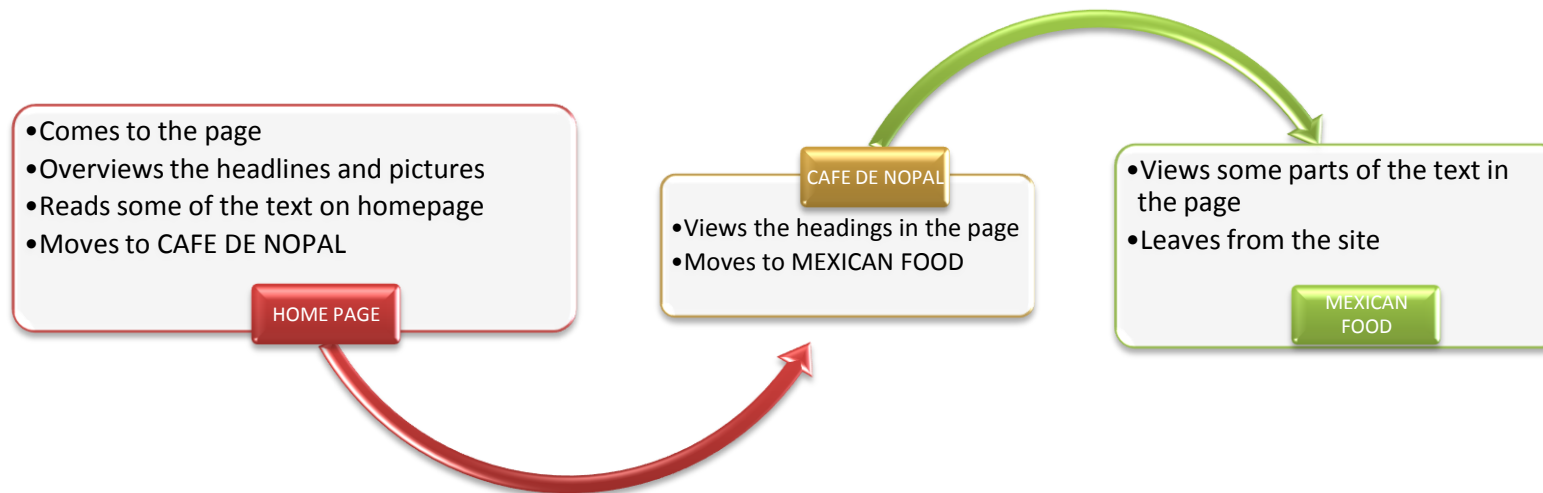 •Comes to the page
•Overviews the headlines and pictures
•Reads some of the text on homepage
•Moves to CAFE DE NOPAL
HOME PAGE
CAFE DE NOPAL
•Views the headings in the page
•Moves to MEXICAN FOOD
•Views some parts of the text in
the page
•Leaves from the site
MEXICAN
FOOD